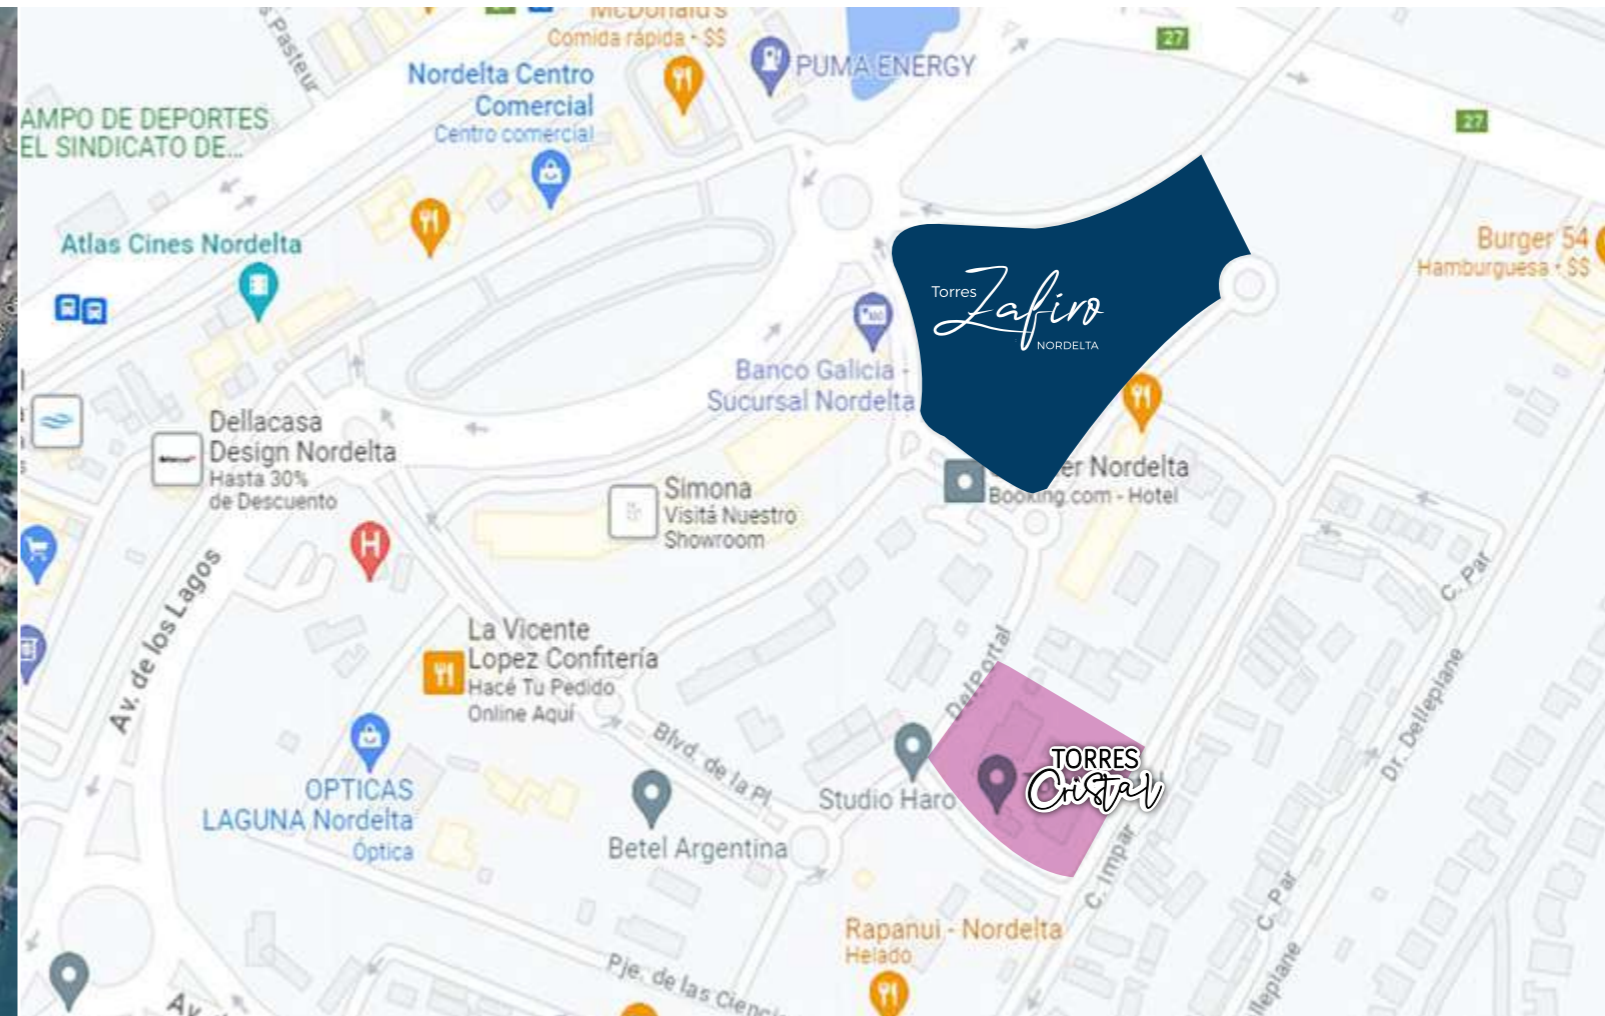 s Pasteur
McDonald's
Comida rápida · $$
27
PUMA ENERGY
Nordelta Centro
Comercial
Centro comercial
27
AMPO DE DEPORTES
EL SINDICATO DE...
Atlas Cines Nordelta
Burger 54
Hamburguesa · $$
Torres
Zafiro
NORDELTA
Banco Galicia -
Sucursal Nordelta
Dellacasa
Design Nordelta
Hasta 30%
de Descuento
er Nordelta
Booking.com - Hotel
Simona
Visitá Nuestro
Showroom
H
Av. de los Lagos
C. Par
La Vicente
Lopez Confitería
Hacé Tu Pedido
Online Aquí
Del Portal
Dr. Dellepiane
Blvd. de la Pl.
TORRES
Cristal
Studio Haro
OPTICAS
LAGUNA Nordelta
Óptica
Betel Argentina
C. Impar
C. Par
Rapanui - Nordelta
Helado
Pje. de las Cienci
llepiane
Av.